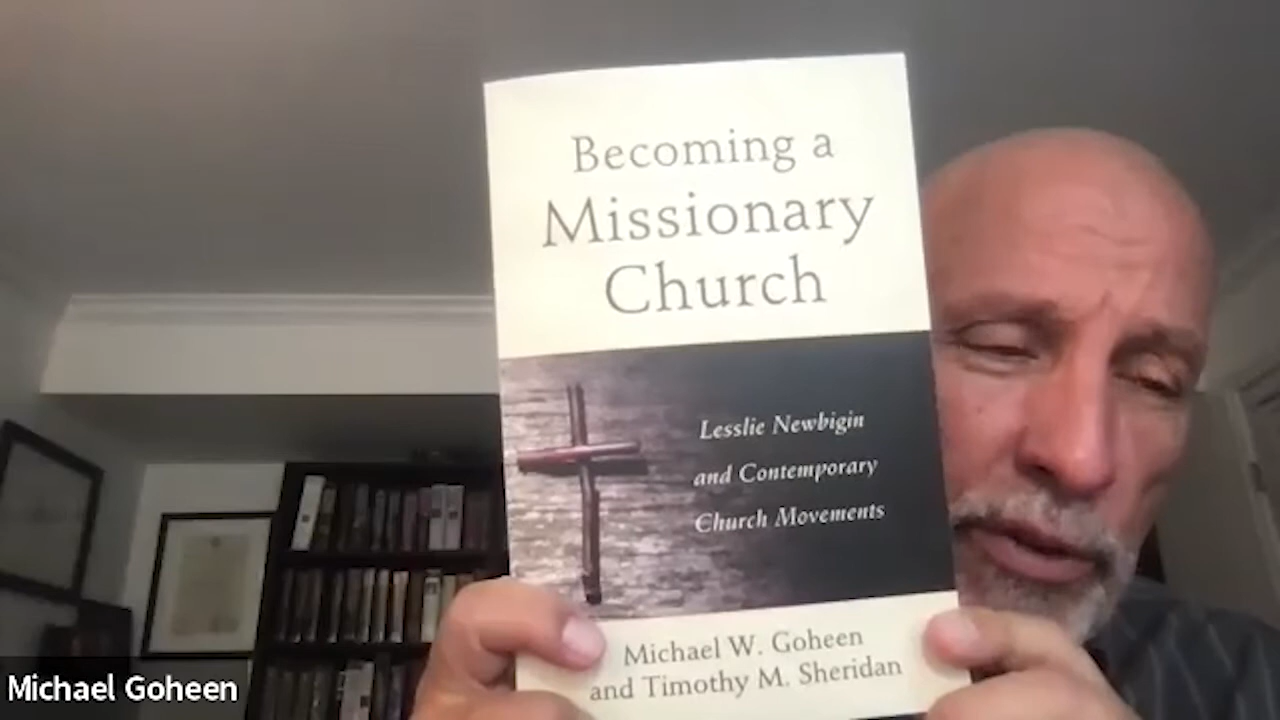 Becoming a
Missionary
Church
Lesslie Newbigin
and Contemporary
Church Movements
Michael W. Goheen
and Timothy M. Sheridan
Michael Goheen